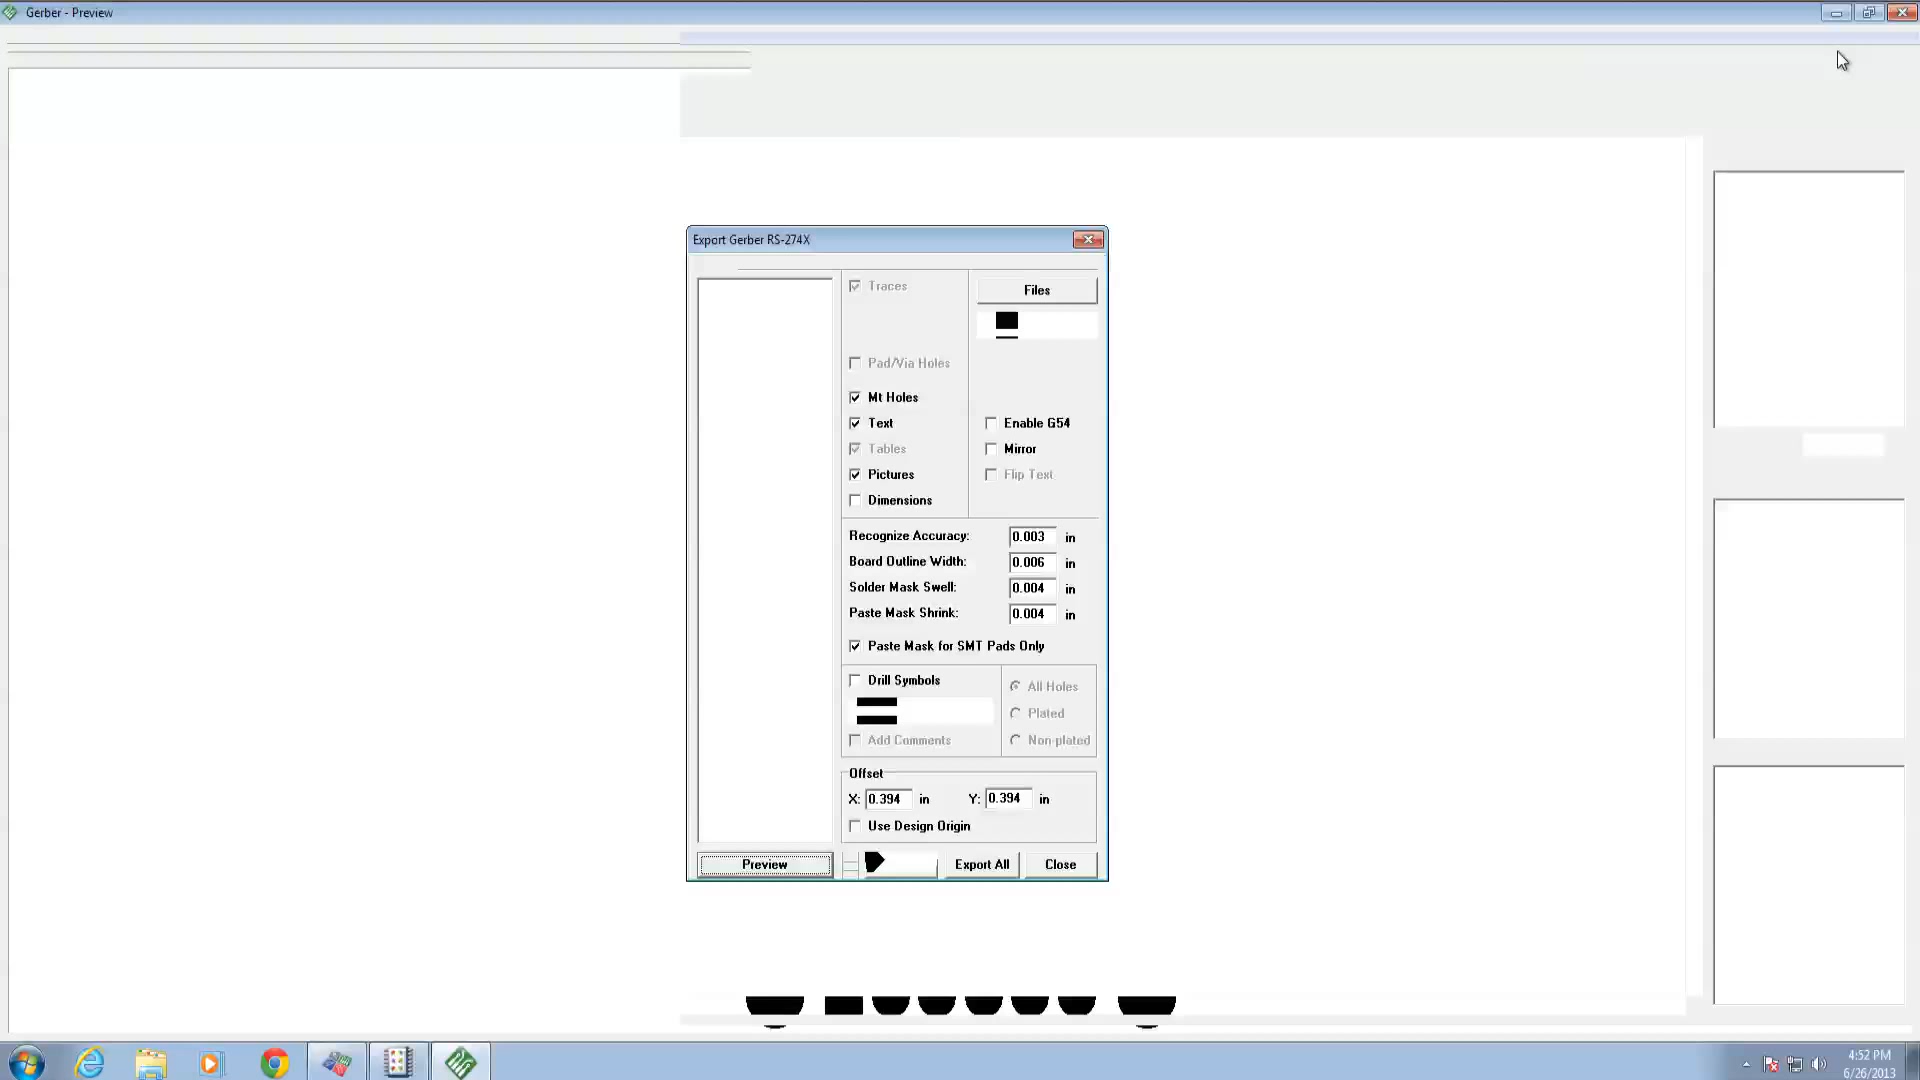 Gerber - Preview
Export Gerber RS-274X
Traces
Files
Pad/Via Holes
Mt Holes
Text
Enable G54
Tables
Mirror
Pictures
Flip Text
Dimensions
Recognize Accuracy: 0.003 in
Board Outline Width: 0.006 in
Solder Mask Swell: 0.004 in
Paste Mask Shrink: 0.004 in
Paste Mask for SMT Pads Only
Drill Symbols
All Holes
Plated
Add Comments
Non-plated
Offset
X: 0.394 in Y: 0.394 in
Use Design Origin
Preview
Export All
Close
4:52 PM
6/26/2013